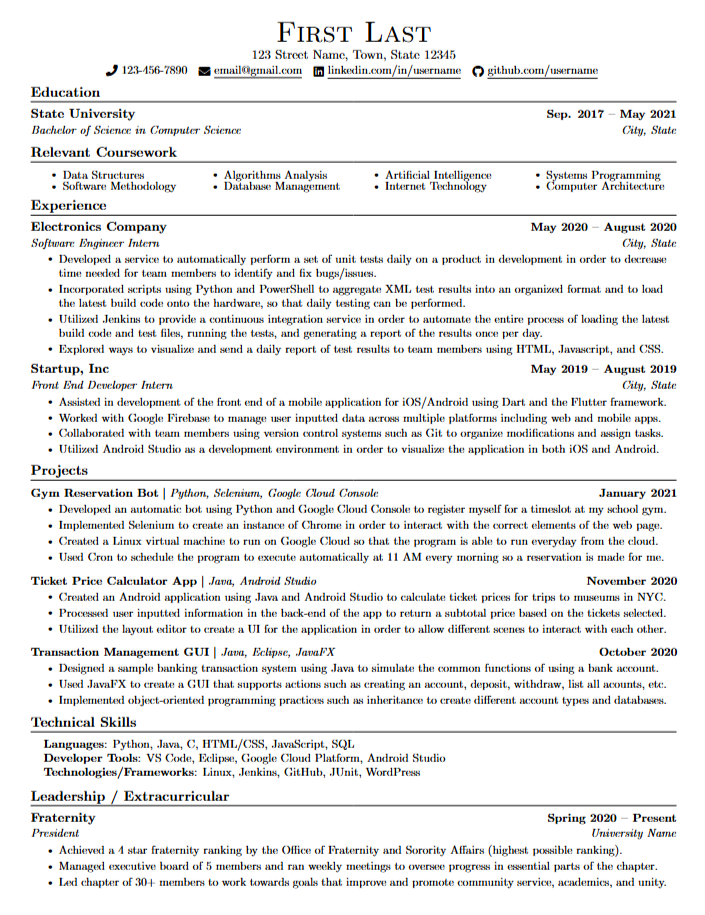 First Last
123 Street Name, Town, State 12345
123-456-7890 email@gmail.com linkedin.com/in/username github.com/username
Education
State University Sep. 2017 – May 2021
Bachelor of Science in Computer Science City, State
Relevant Coursework
• Data Structures • Algorithms Analysis • Artificial Intelligence • Systems Programming
• Software Methodology • Database Management • Internet Technology • Computer Architecture
Experience
Electronics Company May 2020 – August 2020
Software Engineer Intern City, State
• Developed a service to automatically perform a set of unit tests daily on a product in development in order to decrease
time needed for team members to identify and fix bugs/issues.
• Incorporated scripts using Python and PowerShell to aggregate XML test results into an organized format and to load
the latest build code onto the hardware, so that daily testing can be performed.
• Utilized Jenkins to provide a continuous integration service in order to automate the entire process of loading the latest
build code and test files, running the tests, and generating a report of the results once per day.
• Explored ways to visualize and send a daily report of test results to team members using HTML, Javascript, and CSS.
Startup, Inc May 2019 – August 2019
Front End Developer Intern City, State
• Assisted in development of the front end of a mobile application for iOS/Android using Dart and the Flutter framework.
• Worked with Google Firebase to manage user inputted data across multiple platforms including web and mobile apps.
• Collaborated with team members using version control systems such as Git to organize modifications and assign tasks.
• Utilized Android Studio as a development environment in order to visualize the application in both iOS and Android.
Projects
Gym Reservation Bot | Python, Selenium, Google Cloud Console January 2021
• Developed an automatic bot using Python and Google Cloud Console to register myself for a timeslot at my school gym.
• Implemented Selenium to create an instance of Chrome in order to interact with the correct elements of the web page.
• Created a Linux virtual machine to run on Google Cloud so that the program is able to run everyday from the cloud.
• Used Cron to schedule the program to execute automatically at 11 AM every morning so a reservation is made for me.
Ticket Price Calculator App | Java, Android Studio November 2020
• Created an Android application using Java and Android Studio to calculate ticket prices for trips to museums in NYC.
• Processed user inputted information in the back-end of the app to return a subtotal price based on the tickets selected.
• Utilized the layout editor to create a UI for the application in order to allow different scenes to interact with each other.
Transaction Management GUI | Java, Eclipse, JavaFX October 2020
• Designed a sample banking transaction system using Java to simulate the common functions of using a bank account.
• Used JavaFX to create a GUI that supports actions such as creating an account, deposit, withdraw, list all acounts, etc.
• Implemented object-oriented programming practices such as inheritance to create different account types and databases.
Technical Skills
Languages: Python, Java, C, HTML/CSS, JavaScript, SQL
Developer Tools: VS Code, Eclipse, Google Cloud Platform, Android Studio
Technologies/Frameworks: Linux, Jenkins, GitHub, JUnit, WordPress
Leadership / Extracurricular
Fraternity Spring 2020 – Present
President University Name
• Achieved a 4 star fraternity ranking by the Office of Fraternity and Sorority Affairs (highest possible ranking).
• Managed executive board of 5 members and ran weekly meetings to oversee progress in essential parts of the chapter.
• Led chapter of 30+ members to work towards goals that improve and promote community service, academics, and unity.